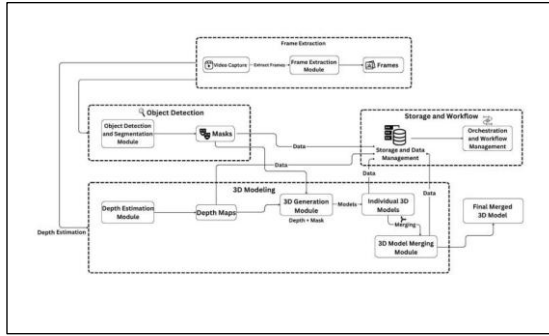 Frame Extraction
Video Capture
Extract Frames
Frame Extraction
Module
Frames
Object Detection
Object Detection
and Segmentation
Module
Masks
Storage and Workflow
Storage and Data
Management
Orchestration
and Workflow
Management
Data
Data
Data
Data
3D Modeling
Depth Estimation
Depth Estimation
Module
Depth Maps
3D Generation
Module
Depth + Mask
Models
Individual 3D
Models
Merging
3D Model Merging
Module
Final Merged
3D Model